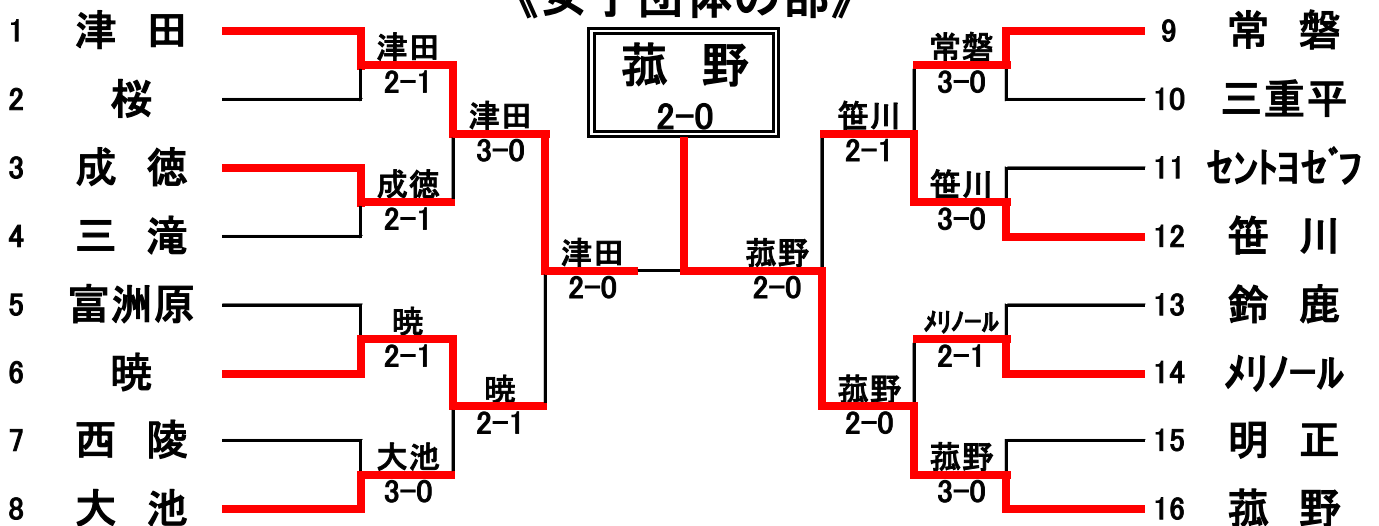 《女子団体の部》
菰 野
2-0
1 津 田
2 桜
3 成 徳
4 三 滝
5 富洲原
6 暁
7 西 陵
8 大 池
津田
2-1
成徳
2-1
暁
2-1
大池
3-0
津田
3-0
暁
2-1
津田
2-0
菰野
2-0
笹川
2-1
菰野
2-0
常磐
3-0
笹川
3-0
メリノール
2-1
菰野
3-0
9 常 磐
10 三重平
11 セントヨゼフ
12 笹 川
13 鈴 鹿
14 メリノール
15 明 正
16 菰 野